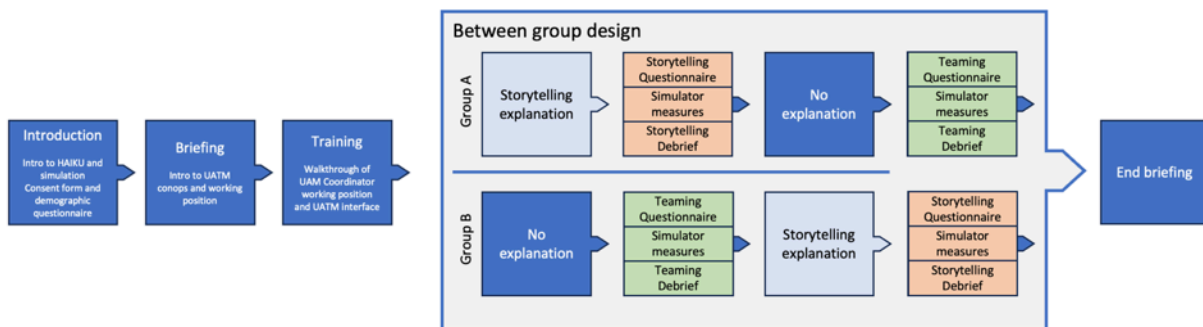 Introduction
Intro to HAIKU and
simulation
Consent form and
demographic
questionnaire
Briefing
Intro to UATM
conops and working
position
Training
Walkthrough of
UAM Coordinator
working position
and UATM interface
Between group design
Group A
Storytelling
explanation
Storytelling
Questionnaire
Simulator
measures
Storytelling
Debrief
No
explanation
Teaming
Questionnaire
Simulator
measures
Teaming
Debrief
Group B
No
explanation
Teaming
Questionnaire
Simulator
measures
Teaming
Debrief
Storytelling
explanation
Storytelling
Questionnaire
Simulator
measures
Storytelling
Debrief
End briefing